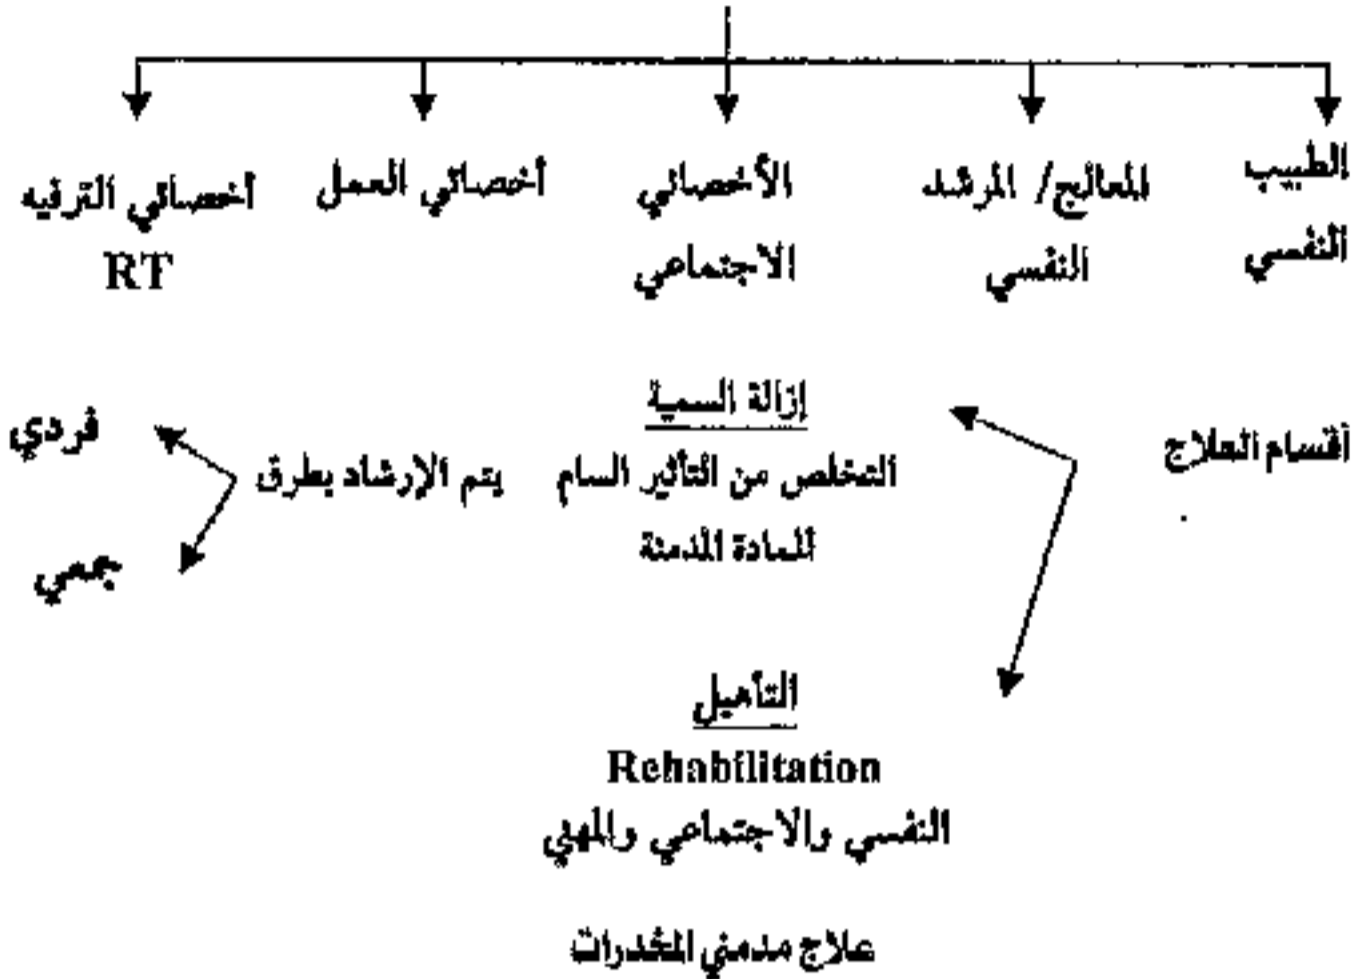 الطبيب النفسي
المعالج/ المرشد النفسي
الأخصائي الاجتماعي
أخصائي العمل
أخصائي الترفيه
RT
أقسام العلاج
إزالة السمية
التخلص من التأثير السام
للمادة المدمنة
يتم الإرشاد بطرق
فردي
جمعي
التأهيل
Rehabilitation
النفسي والاجتماعي والمهني
علاج مدمني المخدرات